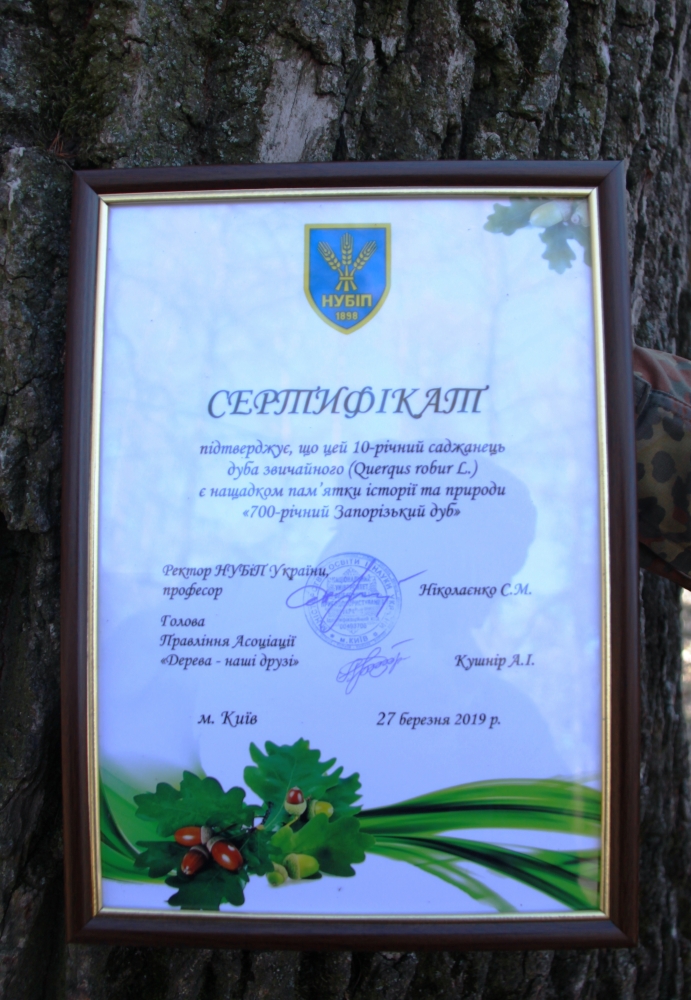 НУБІП
1898
СЕРТИФІКАТ
підтверджує, що цей 10-річний саджанець
дуба звичайного (Querqus robur L.)
є нащадком пам'ятки історії та природи
«700-річний Запорізький дуб»
Ректор НУБіП України,
професор
Ніколаєнко С.М.
Голова
Правління Асоціації
«Дерева - наші друзі»
Кушнір А.І.
м. Київ
27 березня 2019 р.